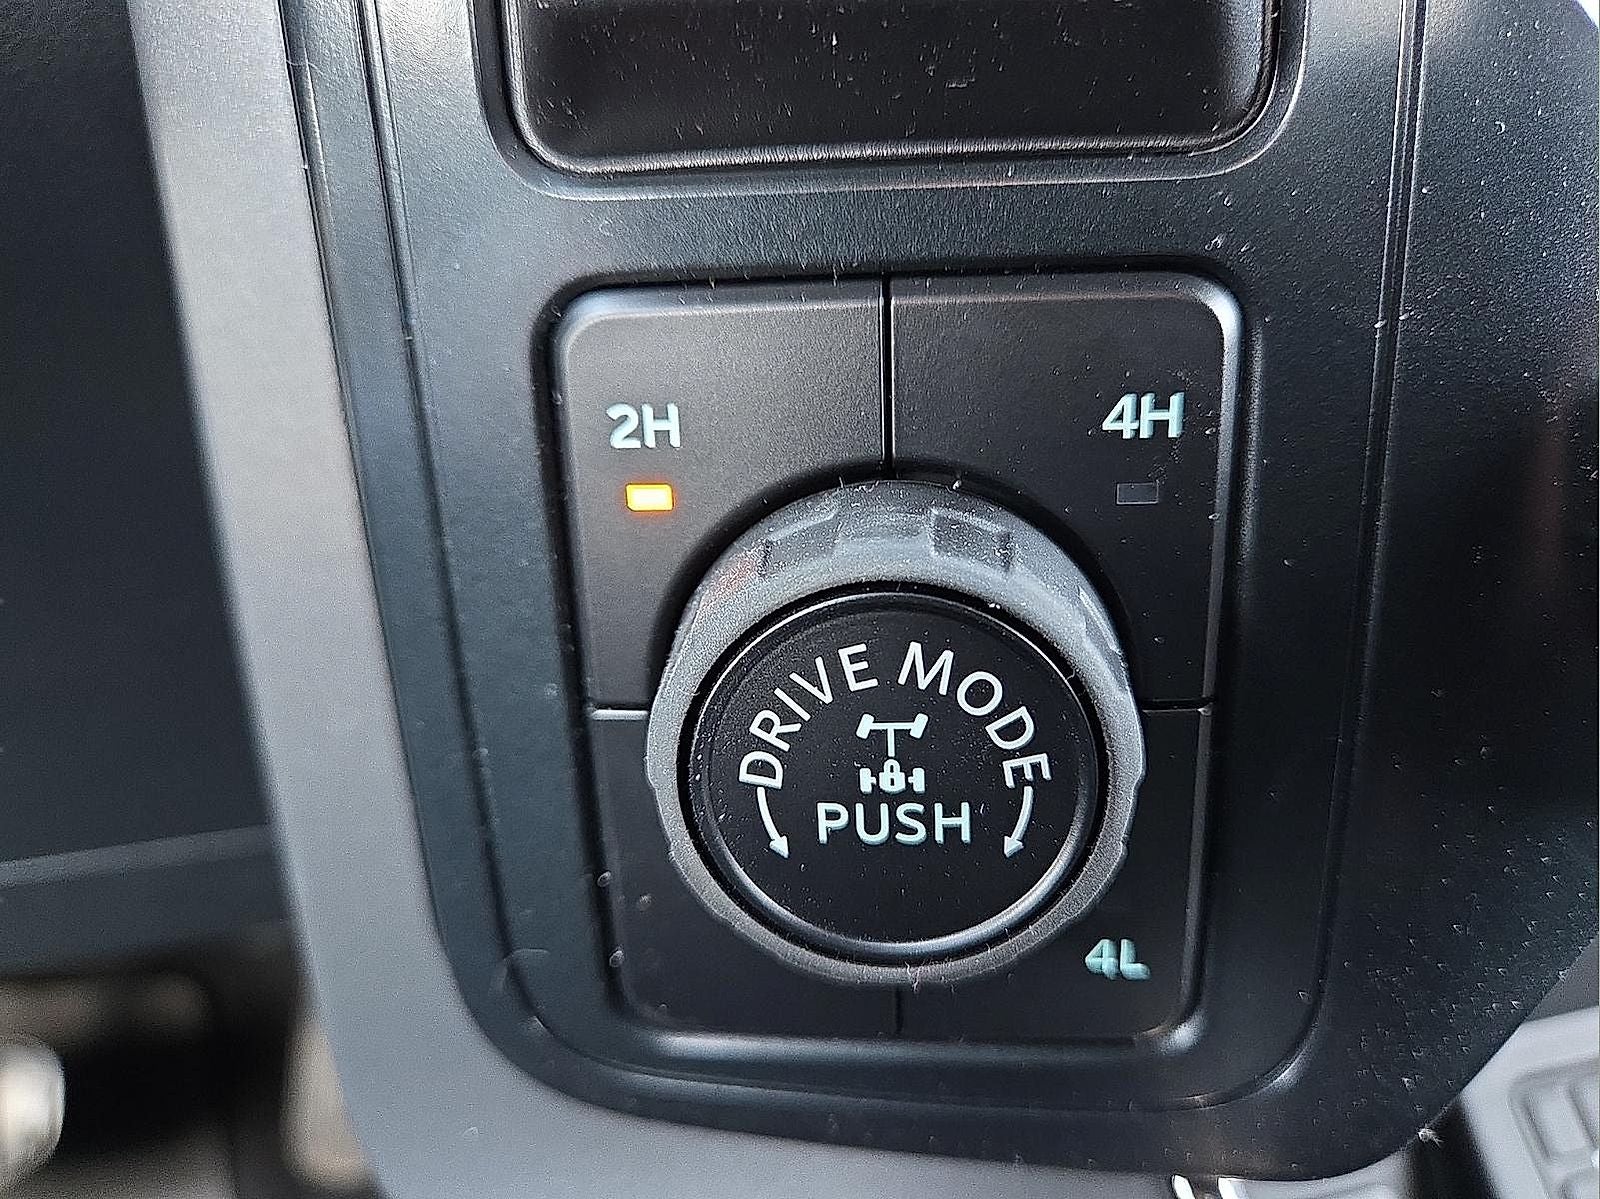 2H
4H
DRIVE MODE
PUSH
4L